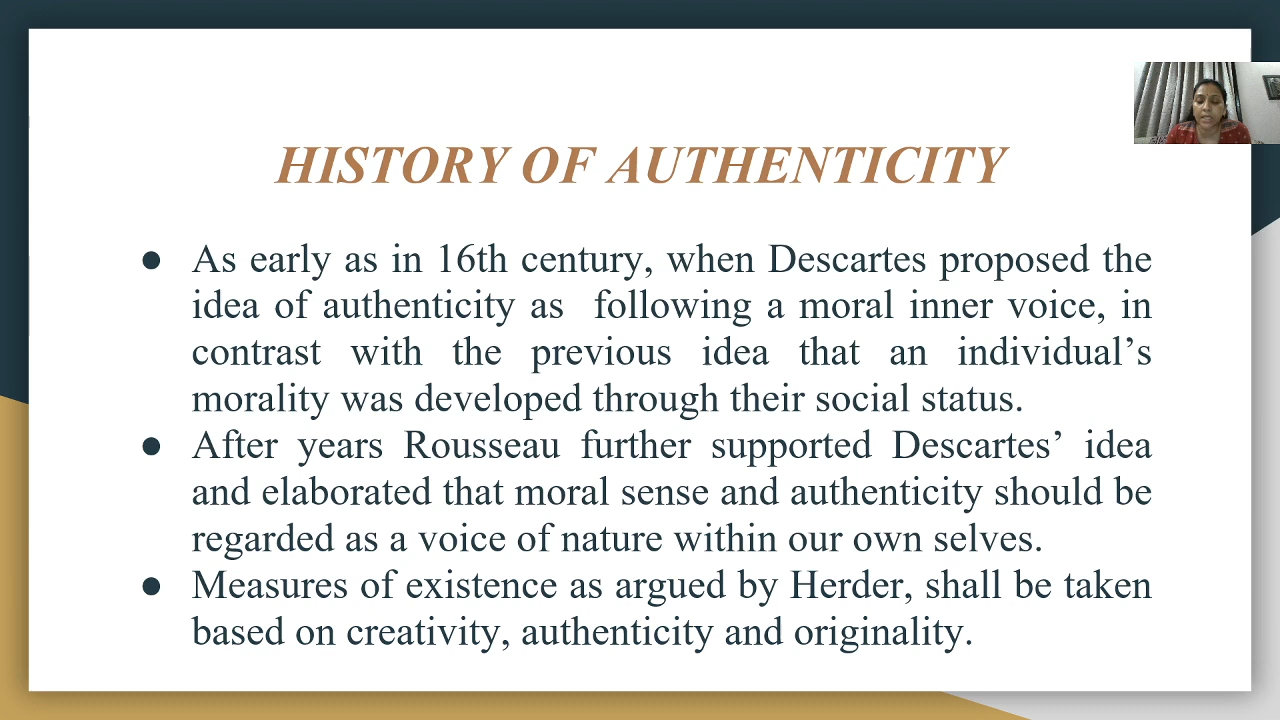 HISTORY OF AUTHENTICITY
● As early as in 16th century, when Descartes proposed the
idea of authenticity as following a moral inner voice, in
contrast with the previous idea that an individual’s
morality was developed through their social status.
● After years Rousseau further supported Descartes’ idea
and elaborated that moral sense and authenticity should be
regarded as a voice of nature within our own selves.
● Measures of existence as argued by Herder, shall be taken
based on creativity, authenticity and originality.